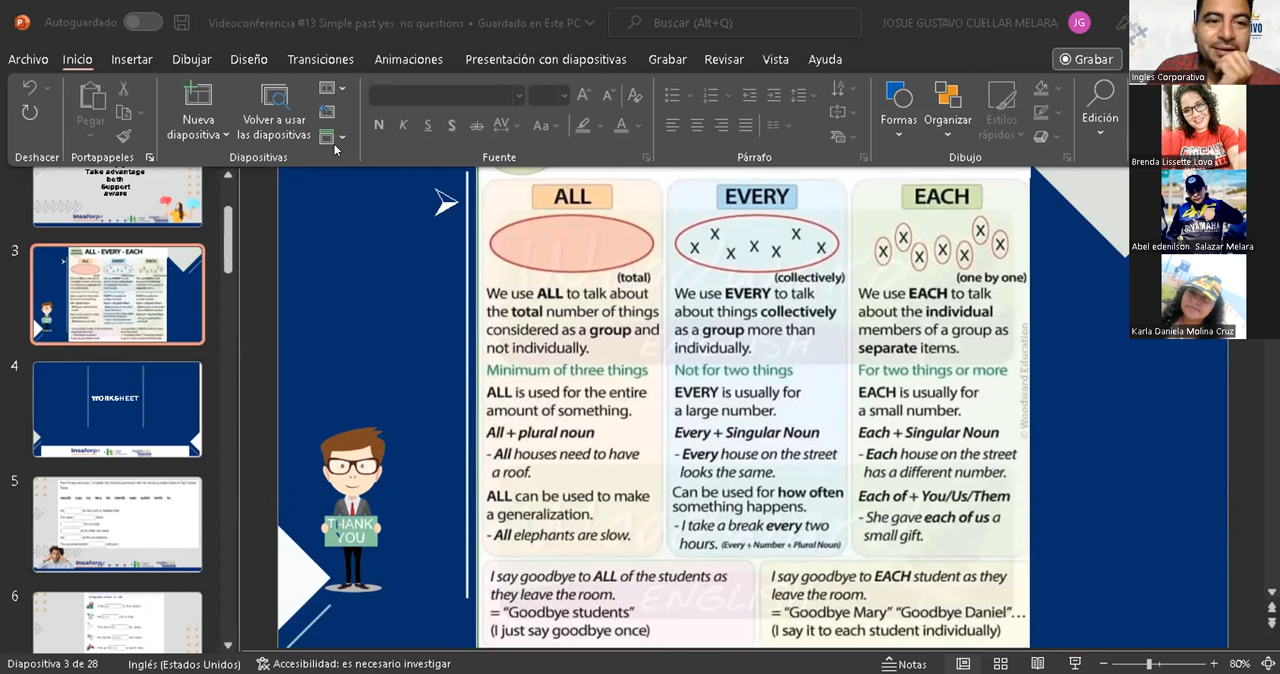 Autoguardado
Videoconferencia #13 Simple past yes no questions • Guardado en Este PC
Buscar (Alt+Q)
JOSUE GUSTAVO CUELLAR MELARA
JG
Archivo Inicio Insertar Dibujar Diseño Transiciones Animaciones Presentación con diapositivas Grabar Revisar Vista Ayuda
Grabar
Pegar
Nueva diapositiva
Volver a usar las diapositivas
Formas
Organizar
Estilos rápidos
Edición
Deshacer
Portapapeles
Diapositivas
Fuente
Párrafo
Dibujo
Ingles Corporativo
Brenda Lissette Lovo
Abel edenilson Salazar Melara
Karla Daniela Molina Cruz
Take advantage
both
Support
aware
Insaforp
3
ALL - EVERY - EACH
4
WORKSHEET
5
6
THANK
YOU
ALL
(total)
We use ALL to talk about
the total number of things
considered as a group and
not individually.
Minimum of three things
ALL is used for the entire
amount of something.
All + plural noun
- All houses need to have
a roof.
ALL can be used to make
a generalization.
- All elephants are slow.
EVERY
X X X X X X X
(collectively)
We use EVERY to talk
about things collectively
as a group more than
individually.
Not for two things
EVERY is usually for
a large number.
Every + Singular Noun
- Every house on the street
looks the same.
Can be used for how often
something happers.
- I take a break every two
hours. (Every + Number + Plural Noun)
EACH
X X X X X X X
(one by one)
We use EACH to talk
about the individual
members of a group as
separate items.
For two things or more
EACH is usually for
a small number.
Each + Singular Noun
- Each house on the street
has a different number.
Each of + You/Us/Them
- She gave each of us a
small gift.
© Woodward Education
I say goodbye to ALL of the students as
they leave the room.
= "Goodbye students"
(I just say goodbye once)
I say goodbye to EACH student as they
leave the room.
= "Goodbye Mary" "Goodbye Daniel"...
(I say it to each student individually)
Diapositiva 3 de 28
Inglés (Estados Unidos)
Accesibilidad: es necesario investigar
Notas
80%